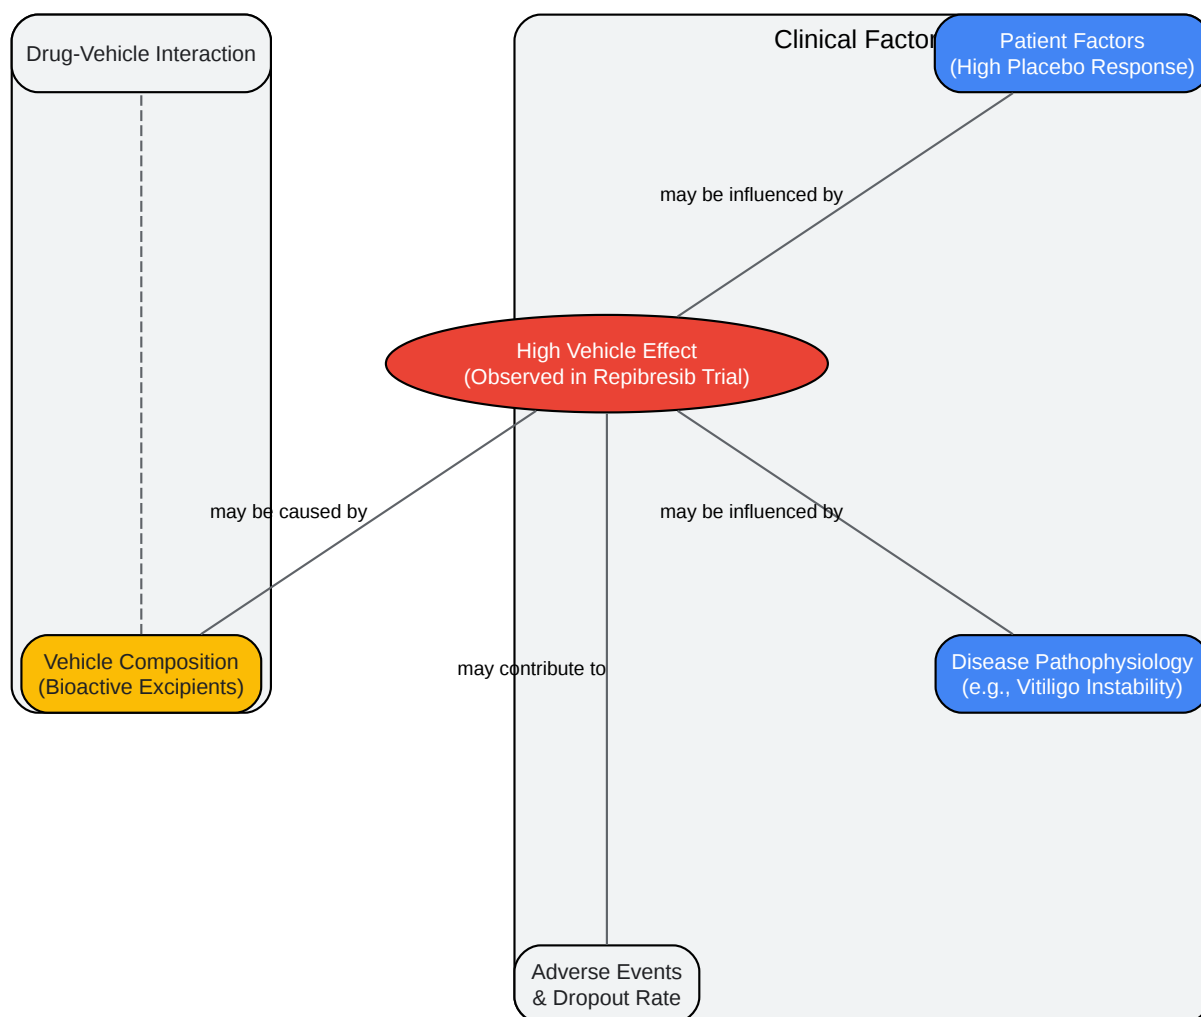 Drug-Vehicle Interaction
Clinical Factor
Patient Factors
(High Placebo Response)
may be influenced by
High Vehicle Effect
(Observed in Repibresib Trial)
may be caused by
may be influenced by
Vehicle Composition
(Bioactive Excipients)
may contribute to
Disease Pathophysiology
(e.g., Vitiligo Instability)
Adverse Events
& Dropout Rate